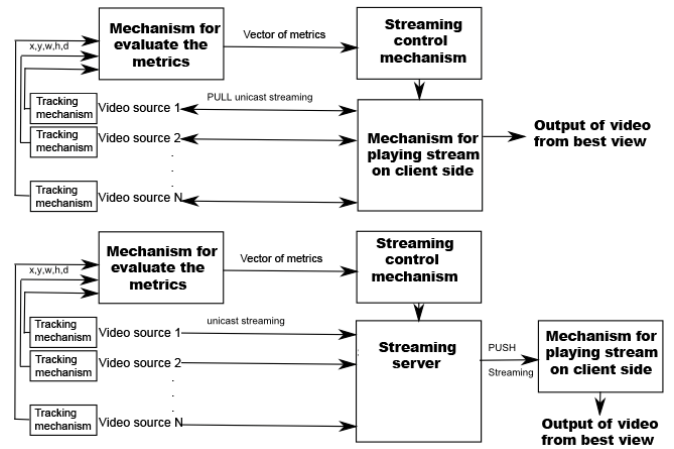 Mechanism for
evaluate the
metrics
x,y,w,h,d
Vector of metrics
Streaming
control
mechanism
Tracking
mechanism
Video source 1
PULL unicast streaming
Tracking
mechanism
Video source 2
Tracking
mechanism
Video source N
Mechanism for
playing stream
on client side
Output of video
from best view
Mechanism for
evaluate the
metrics
x,y,w,h,d
Vector of metrics
Streaming
control
mechanism
Tracking
mechanism
Video source 1
unicast streaming
Tracking
mechanism
Video source 2
Tracking
mechanism
Video source N
Streaming
server
PUSH
Streaming
Mechanism for
playing stream
on client side
Output of video
from best view